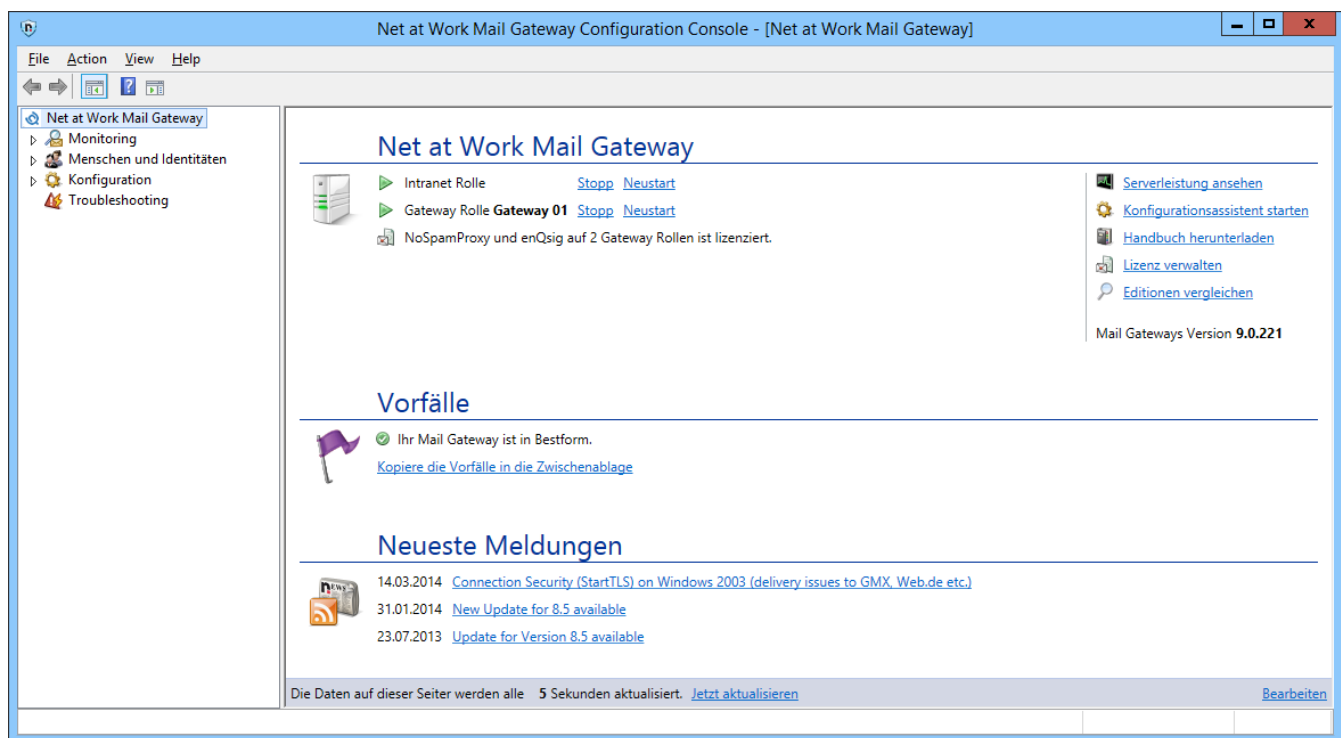 Net at Work Mail Gateway Configuration Console - [Net at Work Mail Gateway]
File Action View Help
Net at Work Mail Gateway
Monitoring
Menschen und Identitäten
Konfiguration
Troubleshooting
Net at Work Mail Gateway
Intranet Rolle Stopp Neustart
Gateway Rolle Gateway 01 Stopp Neustart
NoSpamProxy und enQsig auf 2 Gateway Rollen ist lizenziert.
Serverleistung ansehen
Konfigurationsassistent starten
Handbuch herunterladen
Lizenz verwalten
Editionen vergleichen
Mail Gateways Version 9.0.221
Vorfälle
Ihr Mail Gateway ist in Bestform.
Kopiere die Vorfälle in die Zwischenablage
Neueste Meldungen
NEWS
14.03.2014 Connection Security (StartTLS) on Windows 2003 (delivery issues to GMX, Web.de etc.)
31.01.2014 New Update for 8.5 available
23.07.2013 Update for Version 8.5 available
Die Daten auf dieser Seiter werden alle 5 Sekunden aktualisiert. Jetzt aktualisieren Bearbeiten